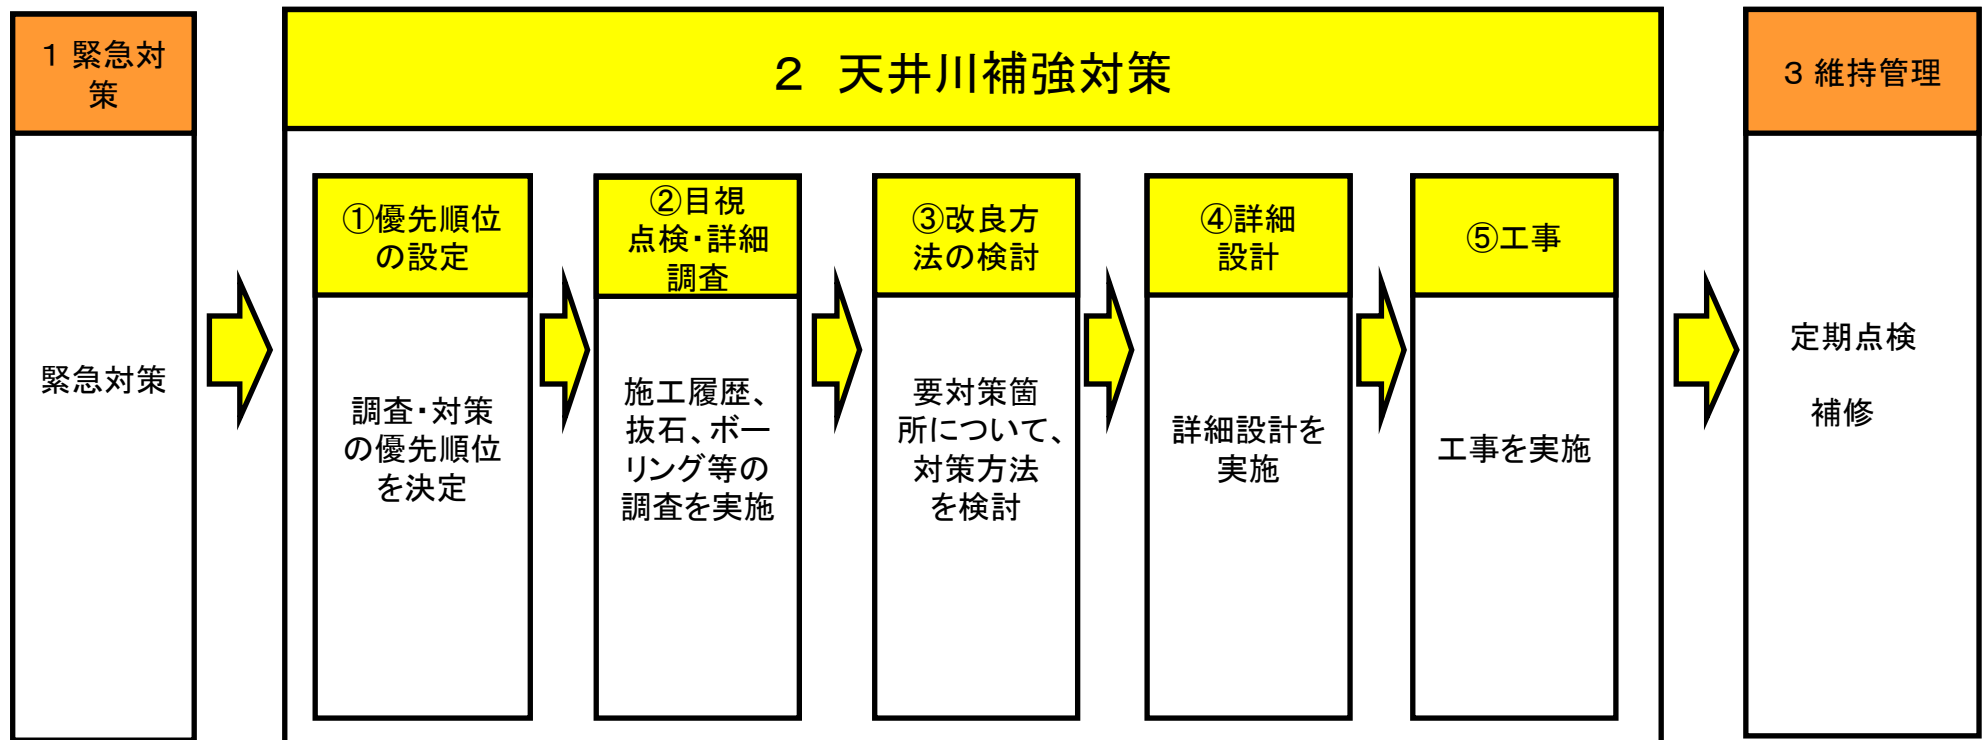 1 緊急対
策
緊急対策
2 天井川補強対策
①優先順位
の設定
調査・対策
の優先順位
を決定
②目視
点検・詳細
調査
施工履歴、
抜石、ボー
リング等の
調査を実施
③改良方
法の検討
要対策箇
所について、
対策方法
を検討
④詳細
設計
詳細設計を
実施
⑤工事
工事を実施
3 維持管理
定期点検
補修